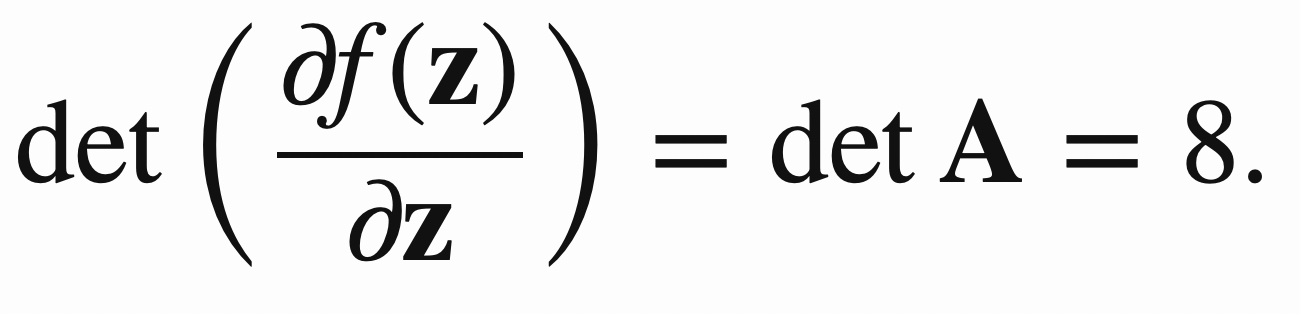 det (∂f(𝐳)/∂𝐳) = det 𝐀 = 8.